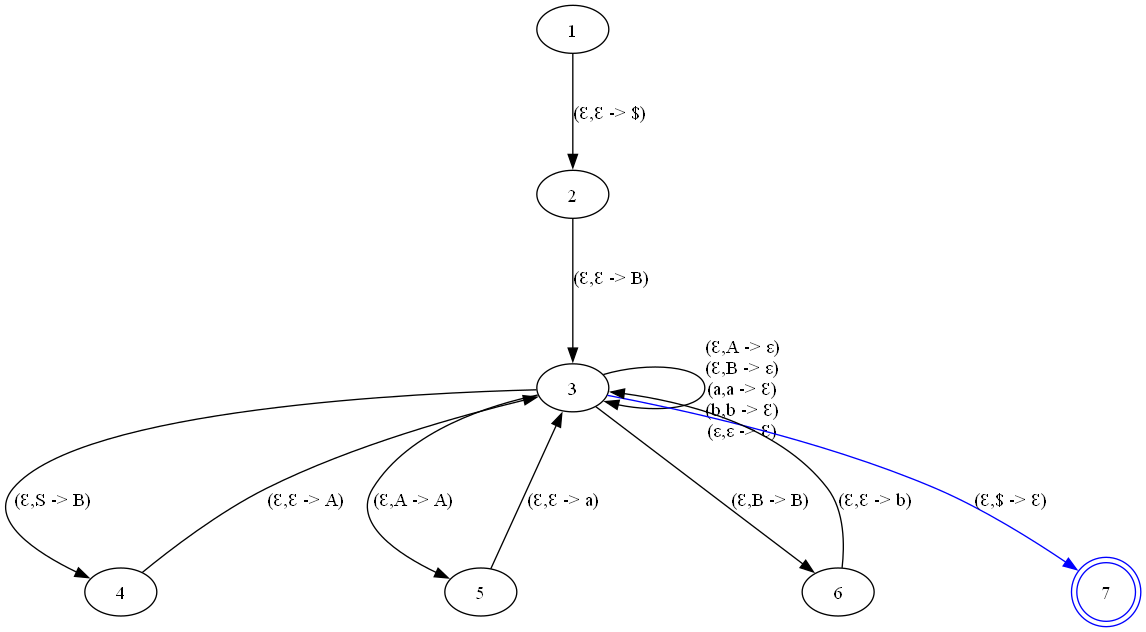 1
(Ɛ,Ɛ -> $)
2
(Ɛ,Ɛ -> B)
3
(Ɛ,A -> ε)
(Ɛ,B -> ε)
(a,a -> Ɛ)
(b,b -> Ɛ)
(ε,ε -> Ɛ)
(Ɛ,S -> B)
(Ɛ,Ɛ -> A)
(Ɛ,A -> A)
(Ɛ,Ɛ -> a)
(Ɛ,B -> B)
(Ɛ,Ɛ -> b)
(Ɛ,$ -> Ɛ)
4
5
6
7